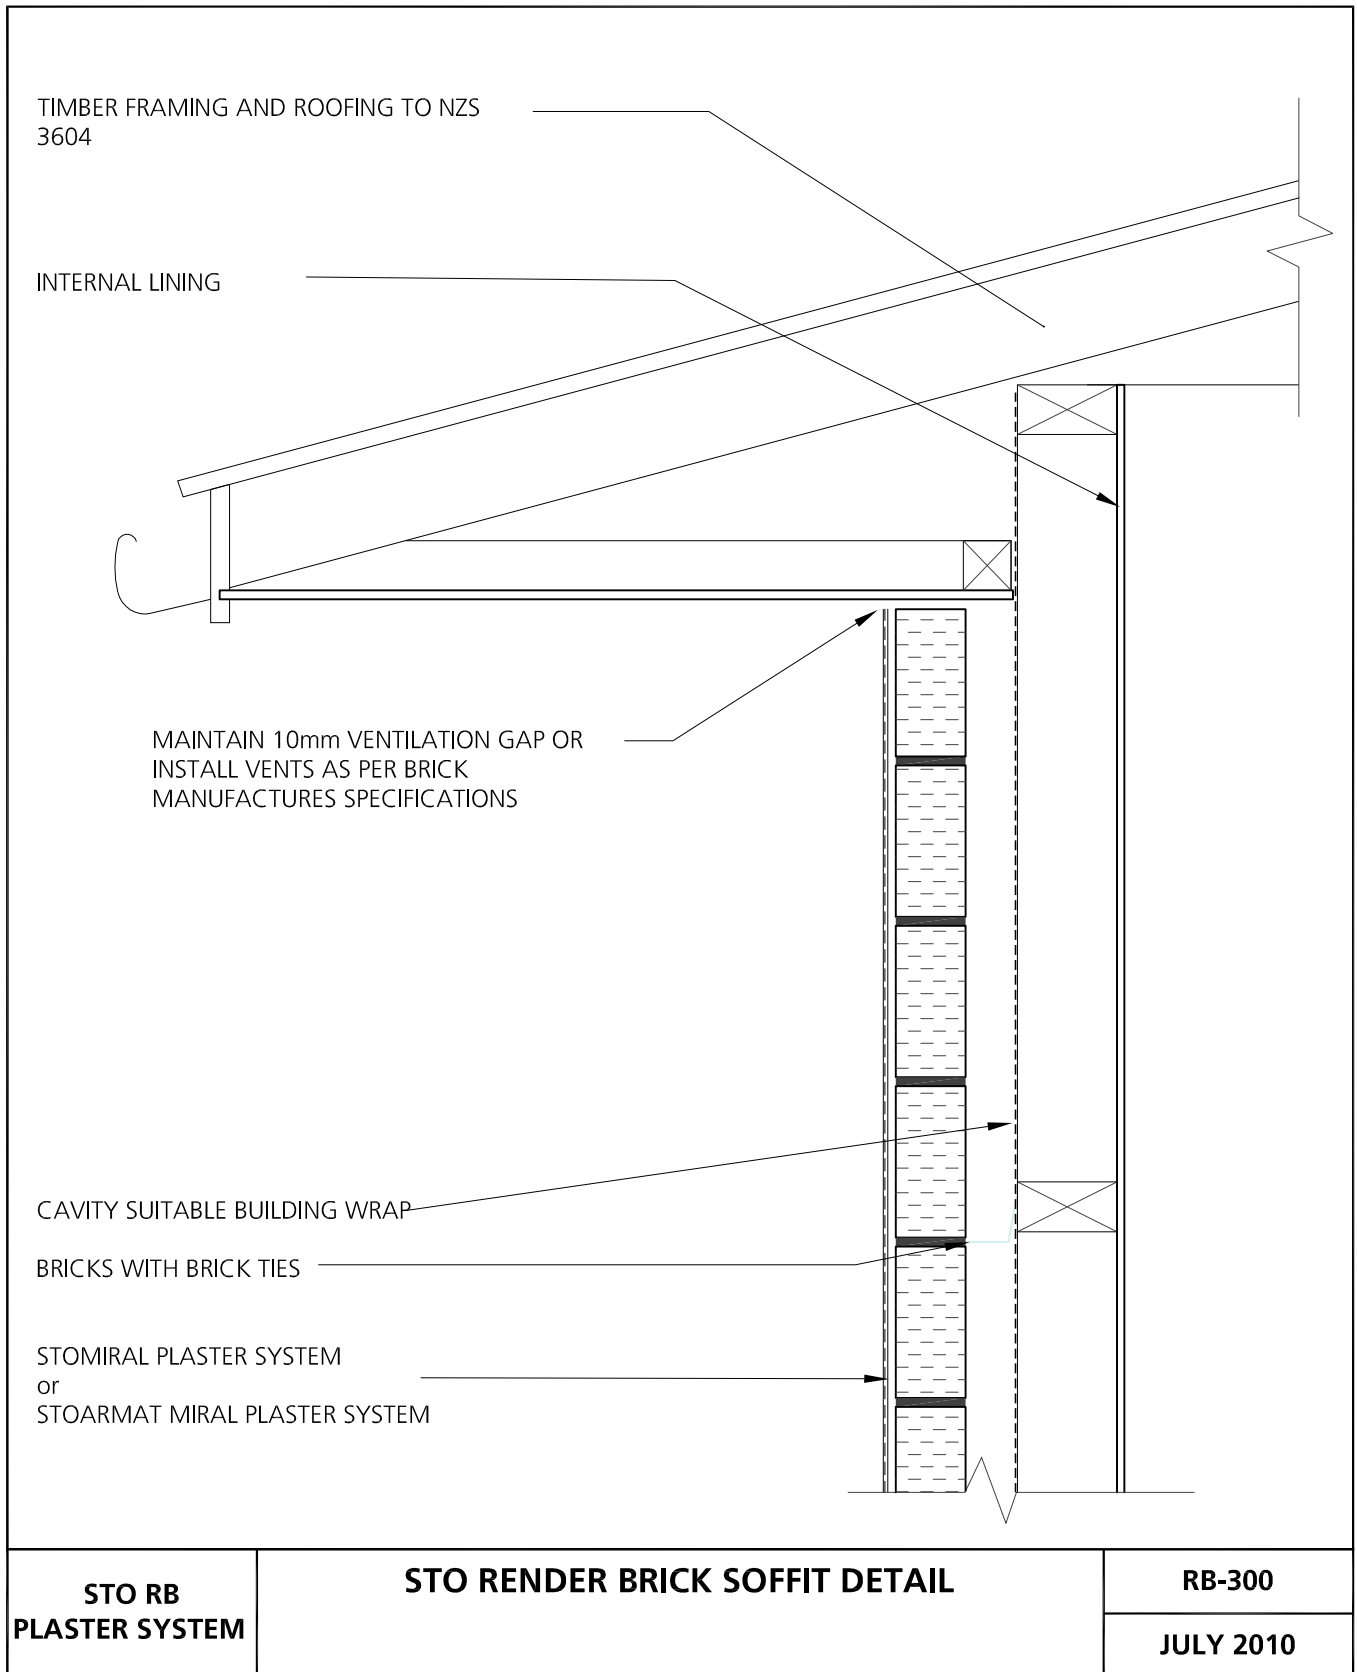 TIMBER FRAMING AND ROOFING TO NZS
3604
INTERNAL LINING
MAINTAIN 10mm VENTILATION GAP OR
INSTALL VENTS AS PER BRICK
MANUFACTURES SPECIFICATIONS
CAVITY SUITABLE BUILDING WRAP
BRICKS WITH BRICK TIES
STOMIRAL PLASTER SYSTEM
or
STOARMAT MIRAL PLASTER SYSTEM
STO RB
PLASTER SYSTEM
STO RENDER BRICK SOFFIT DETAIL
RB-300
JULY 2010